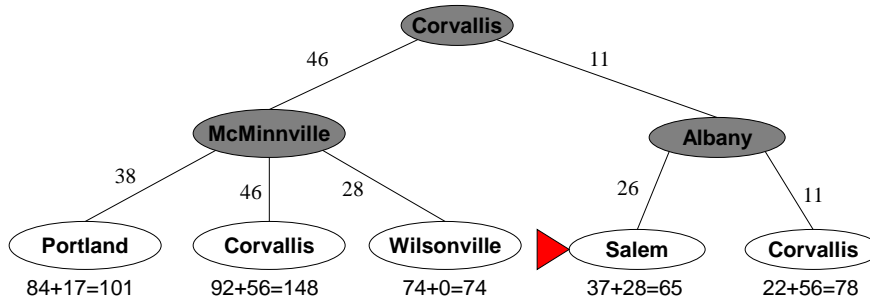 Corvallis
46
11
McMinnville
Albany
38
46
28
26
11
Portland
Corvallis
Wilsonville
Salem
Corvallis
84+17=101
92+56=148
74+0=74
37+28=65
22+56=78